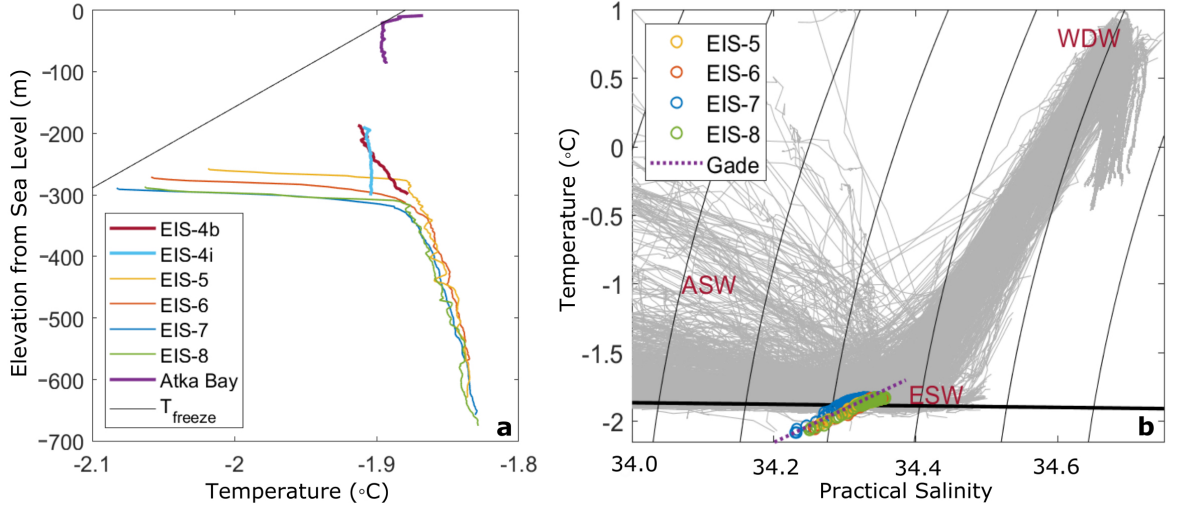 0
−100
−200
−300
−400
−500
−600
−700
Elevation from Sea Level (m)
EIS-4b
EIS-4i
EIS-5
EIS-6
EIS-7
EIS-8
Atka Bay
Tfreeze
a
-2.1
-2
-1.9
-1.8
Temperature (°C)
1
0.5
0
-0.5
-1
-1.5
-2
Temperature (°C)
EIS-5
EIS-6
EIS-7
EIS-8
Gade
WDW
ASW
ESW
b
34.0
34.2
34.4
34.6
Practical Salinity